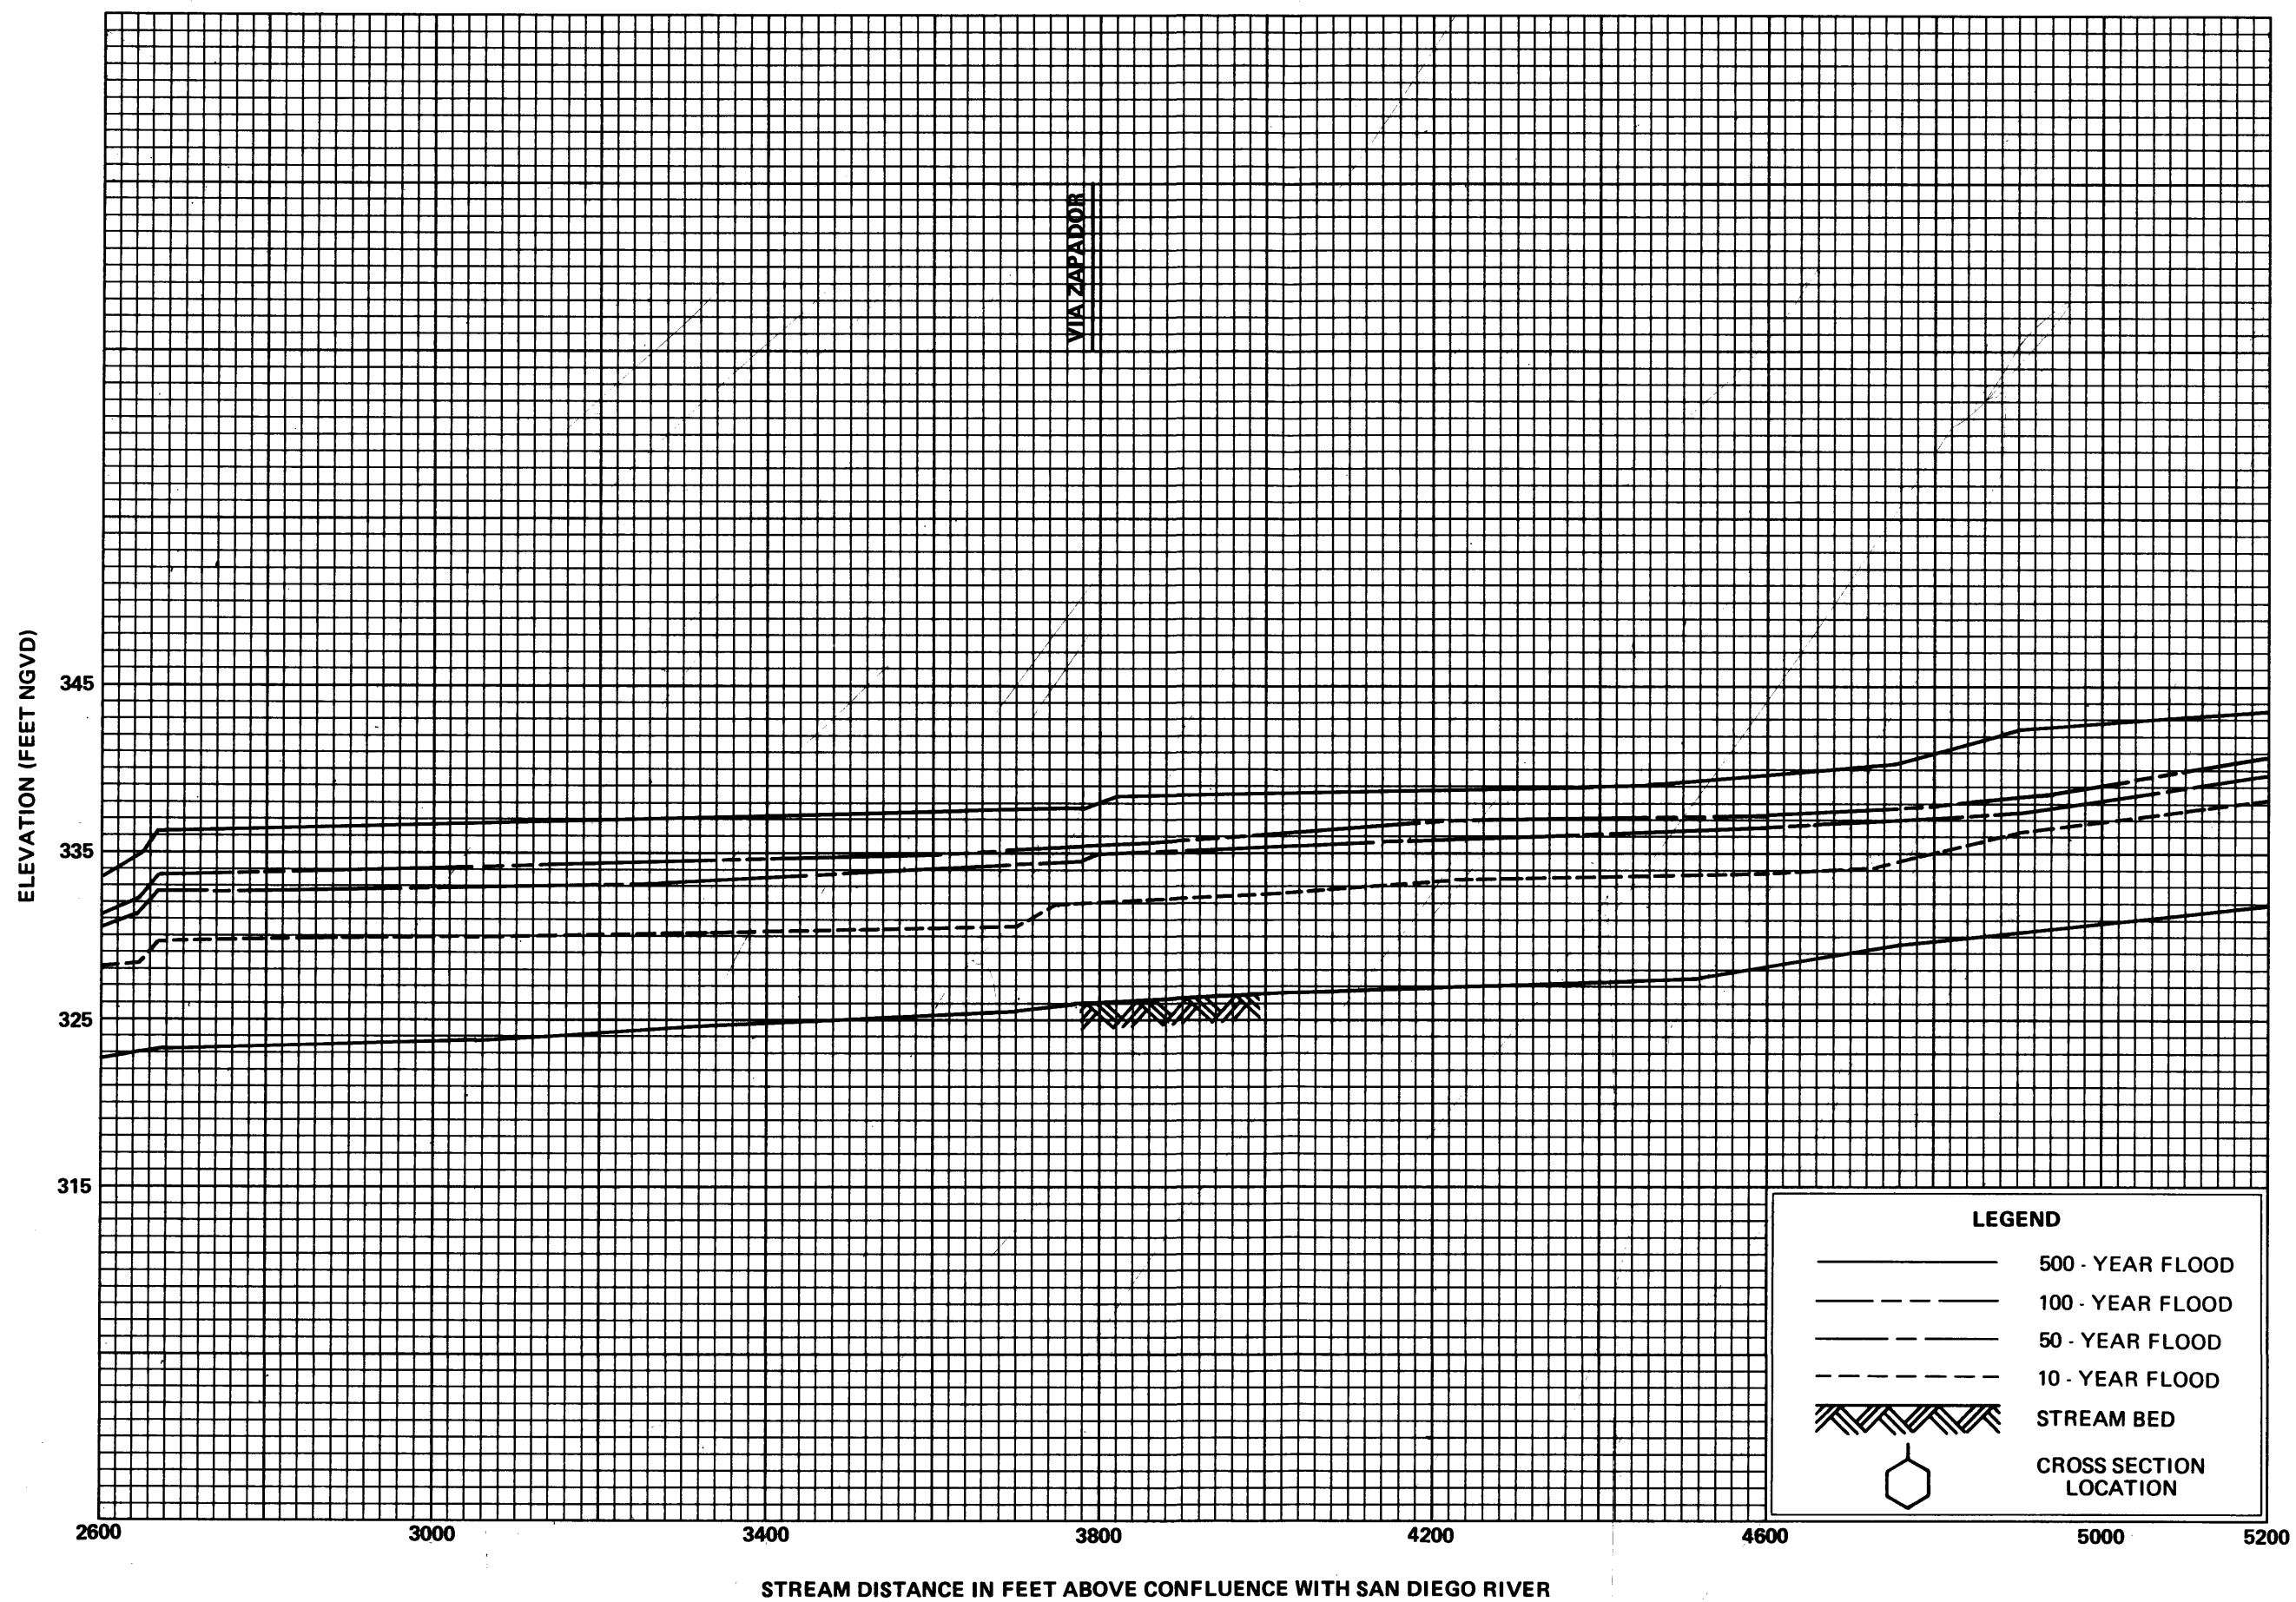 VIA ZAPADOR
ELEVATION (FEET NGVD)
345
335
325
315
2600
3000
3400
3800
4200
4600
5000
5200
STREAM DISTANCE IN FEET ABOVE CONFLUENCE WITH SAN DIEGO RIVER
LEGEND
500 - YEAR FLOOD
100 - YEAR FLOOD
50 - YEAR FLOOD
10 - YEAR FLOOD
STREAM BED
CROSS SECTION
LOCATION